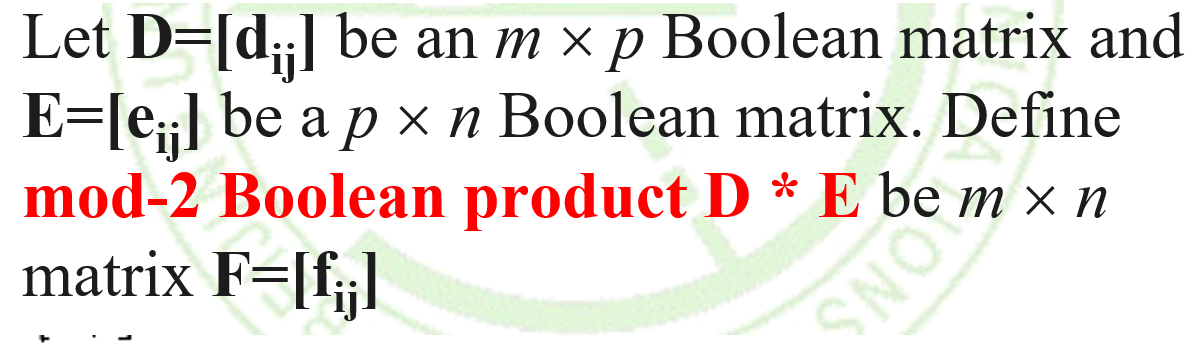 Let D=[dij] be an m × p Boolean matrix and
E=[eij] be a p × n Boolean matrix. Define
mod-2 Boolean product D * E be m × n
matrix F=[fij]